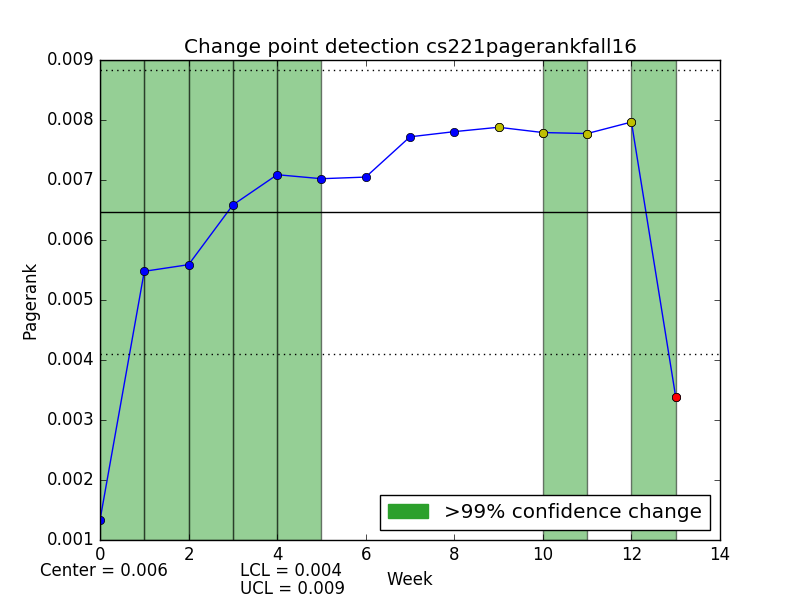 Change point detection cs221pagerankfall16
0.009
0.008
0.007
0.006
0.005
0.004
0.003
0.002
0.001
Pagerank
>99% confidence change
0 2 4 6 8 10 12 14
Center = 0.006 LCL = 0.004
Week
UCL = 0.009